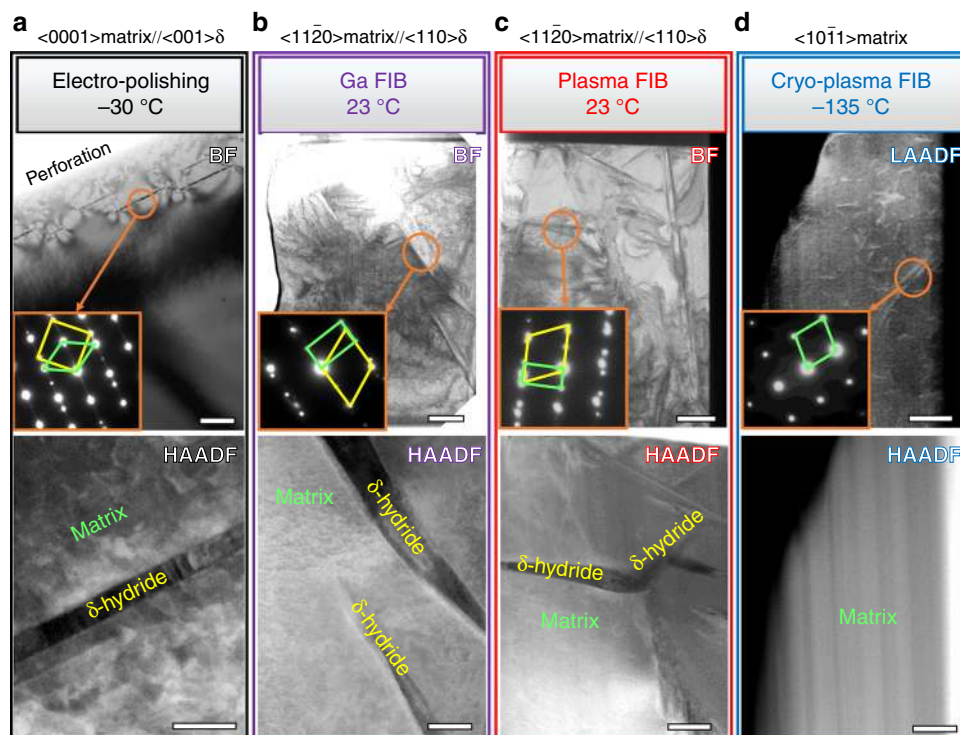 a
<0001>matrix//<001>δ
Electro-polishing
–30 °C
Perforation
BF
HAADF
Matrix
δ-hydride
b
<112̅0>matrix//<110>δ
Ga FIB
23 °C
BF
HAADF
Matrix
δ-hydride
δ-hydride
c
<112̅0>matrix//<110>δ
Plasma FIB
23 °C
BF
HAADF
δ-hydride
δ-hydride
Matrix
d
<101̅1>matrix
Cryo-plasma FIB
–135 °C
LAADF
HAADF
Matrix